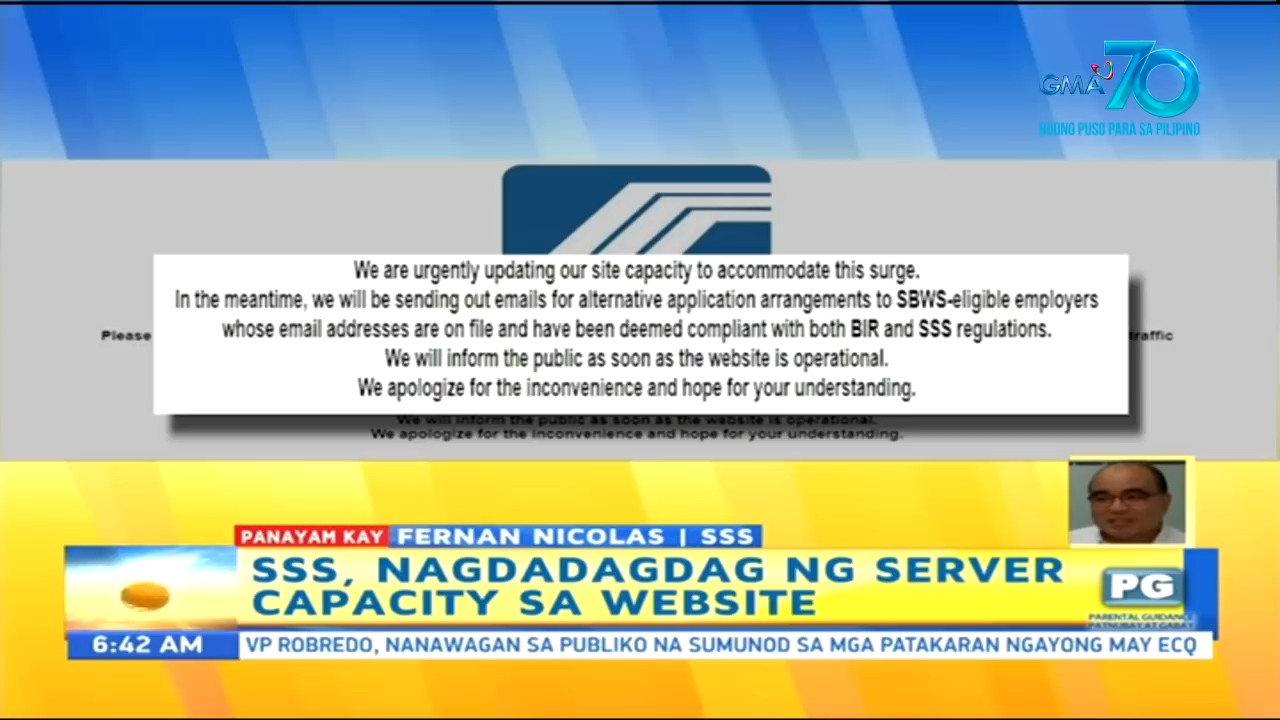 GMA 70
BUONG PUSO PARA SA PILIPINO
We are urgently updating our site capacity to accommodate this surge.
In the meantime, we will be sending out emails for alternative application arrangements to SBWS-eligible employers
whose email addresses are on file and have been deemed compliant with both BIR and SSS regulations.
We will inform the public as soon as the website is operational.
We apologize for the inconvenience and hope for your understanding.
Please
traffic
We will inform the public as soon as the website is operational.
We apologize for the inconvenience and hope for your understanding.
PANAYAM KAY FERNAN NICOLAS | SSS
SSS, NAGDADAGDAG NG SERVER
CAPACITY SA WEBSITE
PG
PARENTAL GUIDANCE
PATNUBAY AT GABAY
6:42 AM VP ROBREDO, NANAWAGAN SA PUBLIKO NA SUMUNOD SA MGA PATAKARAN NGAYONG MAY ECQ